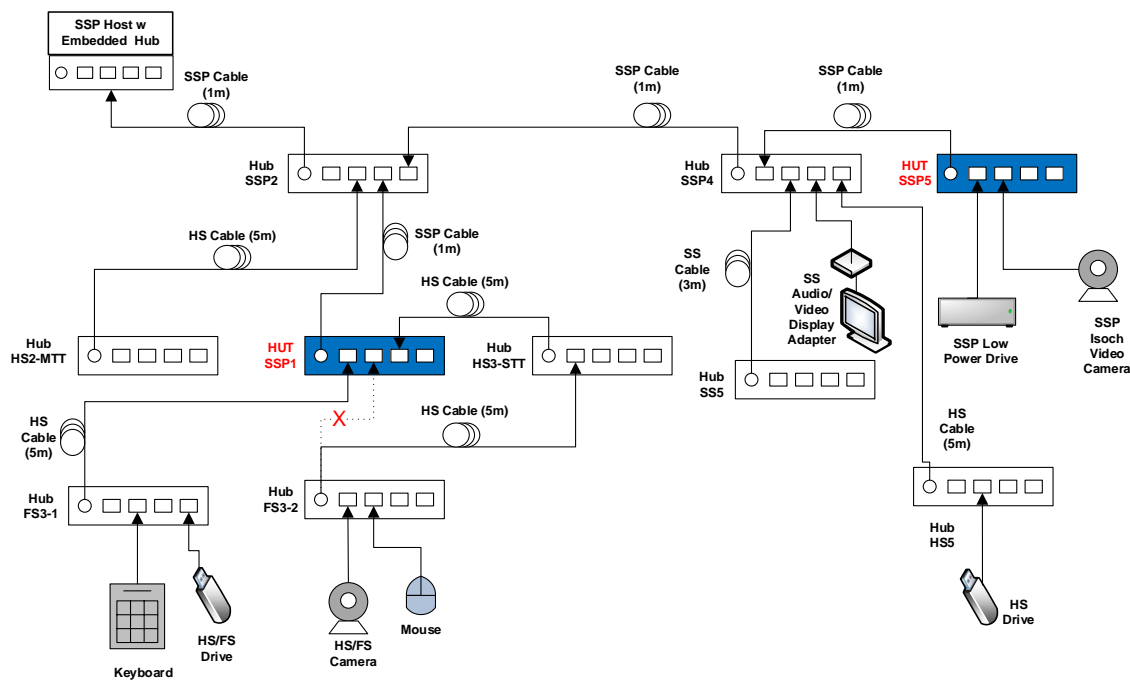 SSP Host w
Embedded Hub
SSP Cable
(1m)
SSP Cable
(1m)
SSP Cable
(1m)
Hub
SSP2
Hub
SSP4
HUT
SSP5
HS Cable (5m)
SSP Cable
(1m)
HS Cable (5m)
SS
Cable
(3m)
SS
Audio/
Video
Display
Adapter
SSP Low
Power Drive
SSP
Isoch
Video
Camera
Hub
HS2-MTT
HUT
SSP1
Hub
HS3-STT
Hub
SS5
HS
Cable
(5m)
X
HS Cable (5m)
HS
Cable
(5m)
Hub
FS3-1
Hub
FS3-2
Hub
HS5
Keyboard
HS/FS
Drive
HS/FS
Camera
Mouse
HS
Drive